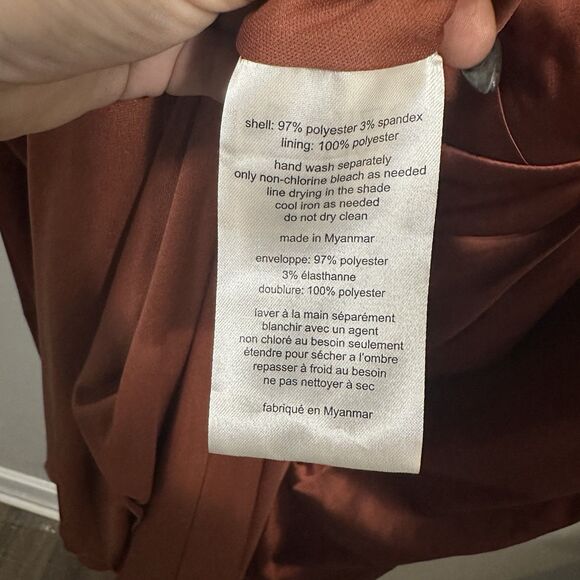 shell: 97% polyester 3% spandex
lining: 100% polyester
hand wash separately
only non-chlorine bleach as needed
line drying in the shade
cool iron as needed
do not dry clean
made in Myanmar
enveloppe: 97% polyester
3% élasthanne
doublure: 100% polyester
laver à la main séparément
blanchir avec un agent
non chloré au besoin seulement
étendre pour sécher a l'ombre
repasser à froid au besoin
ne pas nettoyer à sec
fabriqué en Myanmar